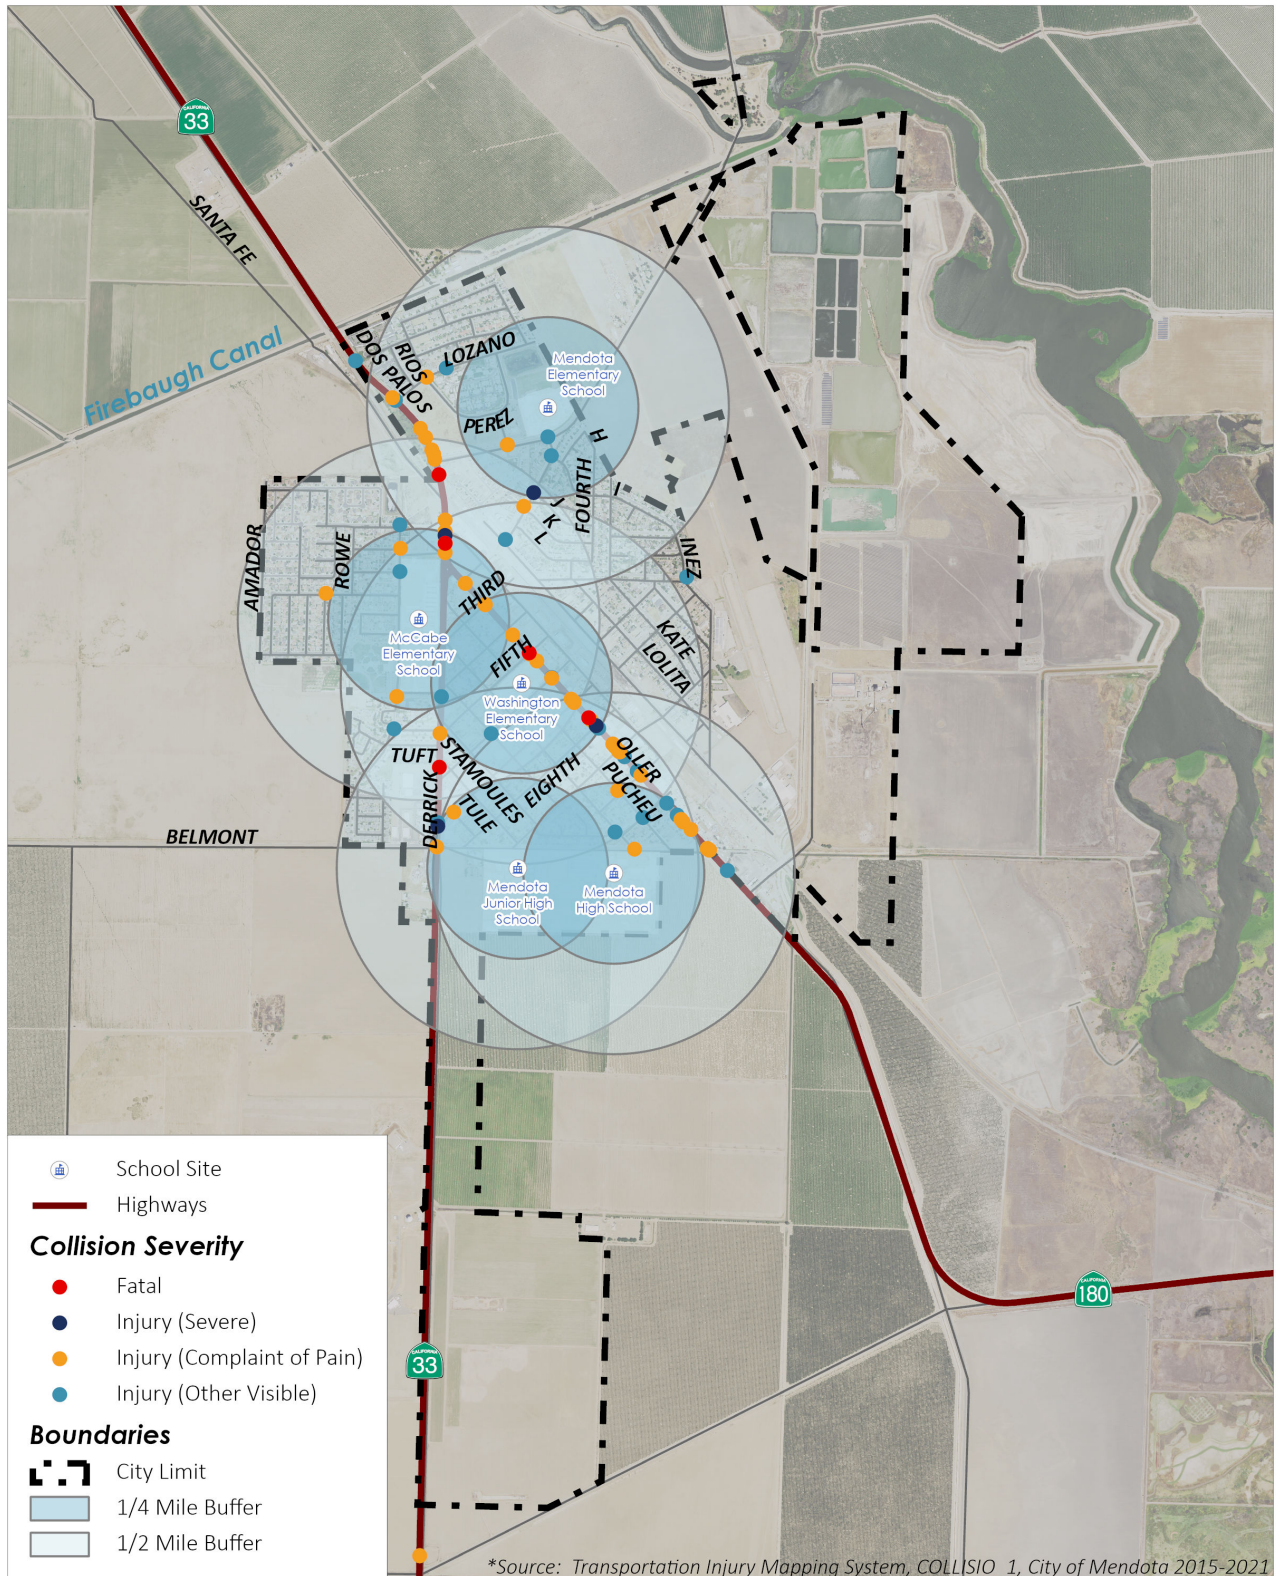 CALIFORNIA
33
SANTA FE
Firebaugh Canal
DOS PALOS
RIOS
LOZANO
Mendota
Elementary
School
PEREZ
H
I
FOURTH
J
K
L
INEZ
AMADOR
ROWE
THIRD
McCabe
Elementary
School
FIFTH
KATE
LOLITA
Washington
Elementary
School
TUFT
STAMOULES
OLLER
EIGHTH
PUCHEU
DERRICK
TULE
BELMONT
Mendota
Junior High
School
Mendota
High School
School Site
Highways
Collision Severity
Fatal
Injury (Severe)
Injury (Complaint of Pain)
Injury (Other Visible)
Boundaries
City Limit
1/4 Mile Buffer
1/2 Mile Buffer
CALIFORNIA
180
CALIFORNIA
33
*Source: Transportation Injury Mapping System, COLLISIO_1, City of Mendota 2015-2021